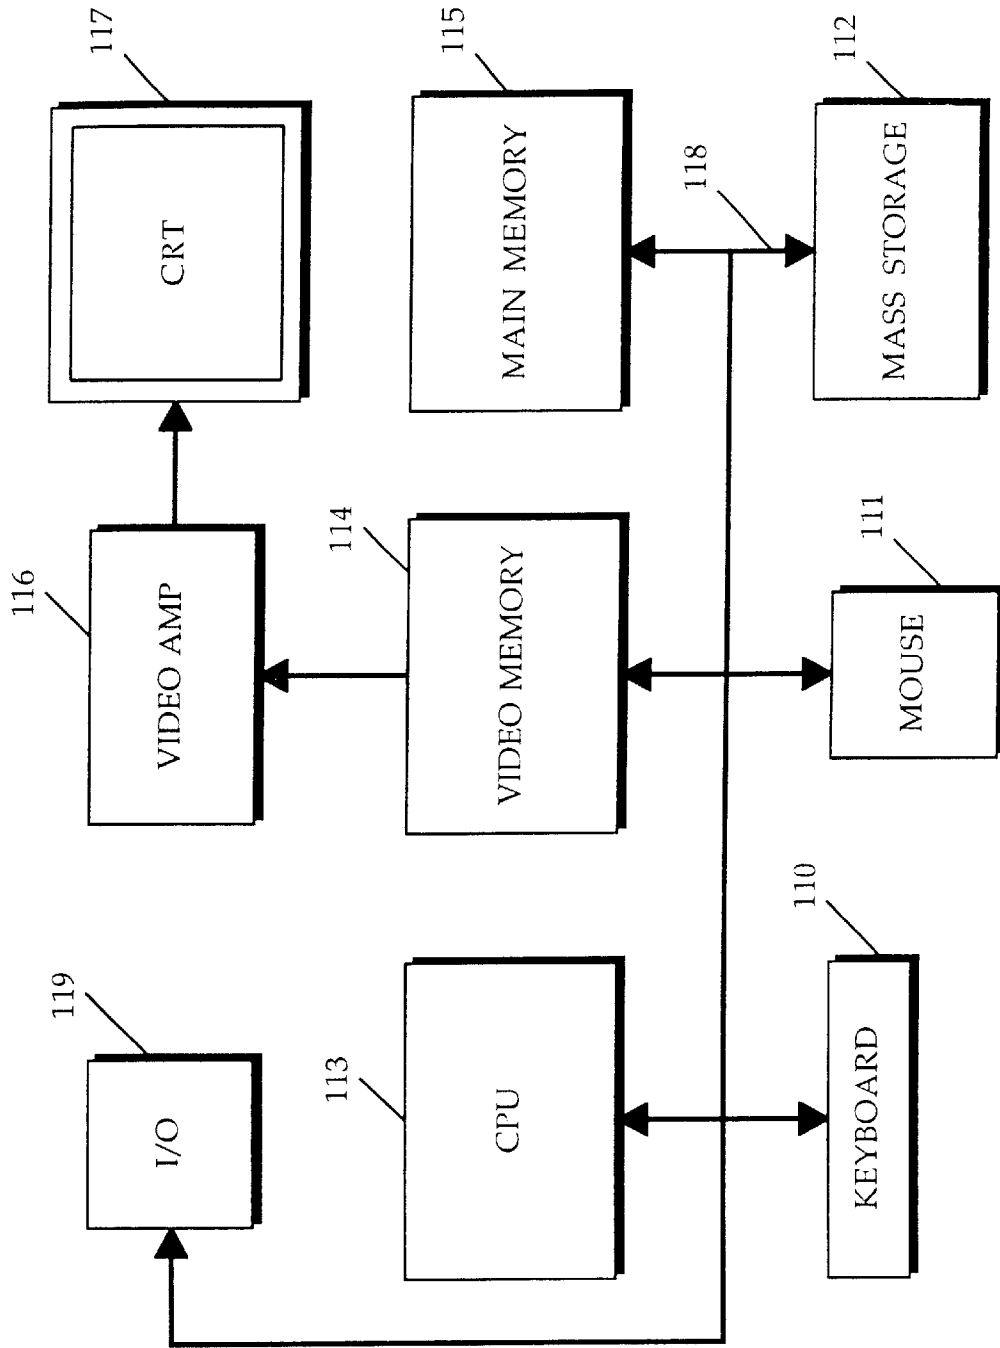 119
I/O
116
VIDEO AMP
117
CRT
113
CPU
114
VIDEO MEMORY
115
MAIN MEMORY
118
110
KEYBOARD
111
MOUSE
112
MASS STORAGE